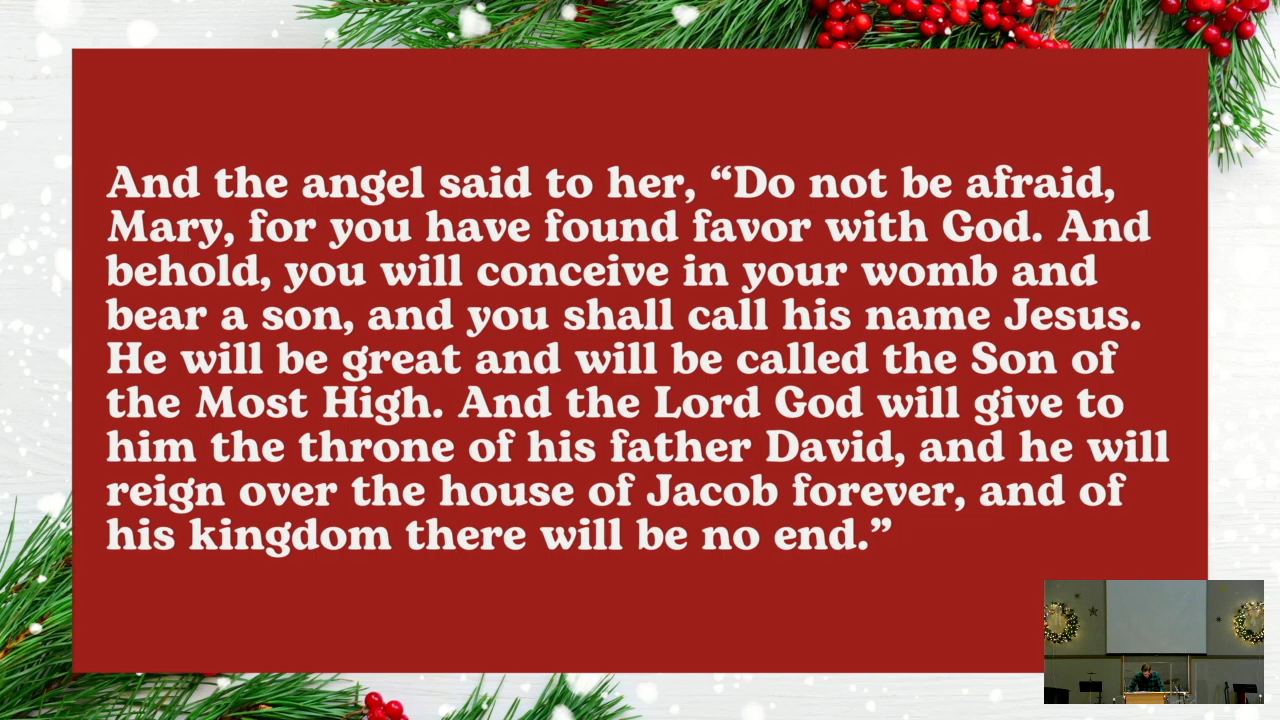 And the angel said to her, “Do not be afraid,
Mary, for you have found favor with God. And
behold, you will conceive in your womb and
bear a son, and you shall call his name Jesus.
He will be great and will be called the Son of
the Most High. And the Lord God will give to
him the throne of his father David, and he will
reign over the house of Jacob forever, and of
his kingdom there will be no end.”